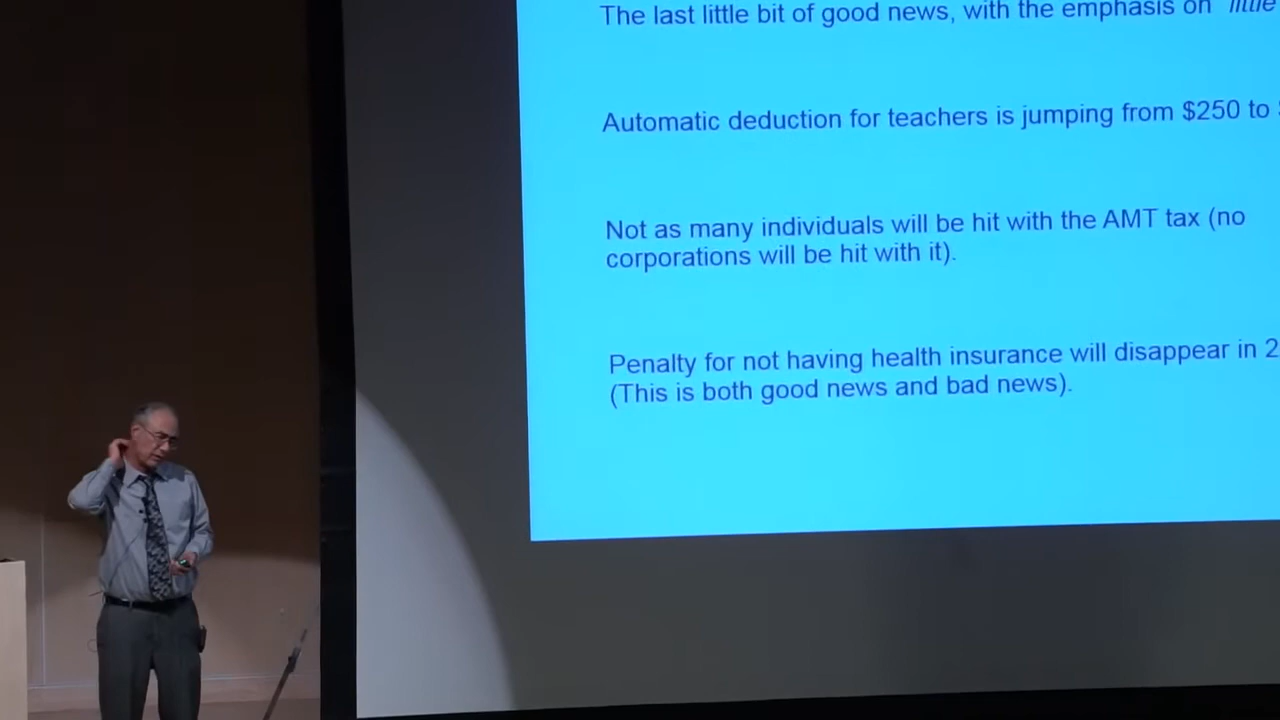 The last little bit of good news, with the emphasis on "little
Automatic deduction for teachers is jumping from $250 to
Not as many individuals will be hit with the AMT tax (no
corporations will be hit with it).
Penalty for not having health insurance will disappear in 2
(This is both good news and bad news).